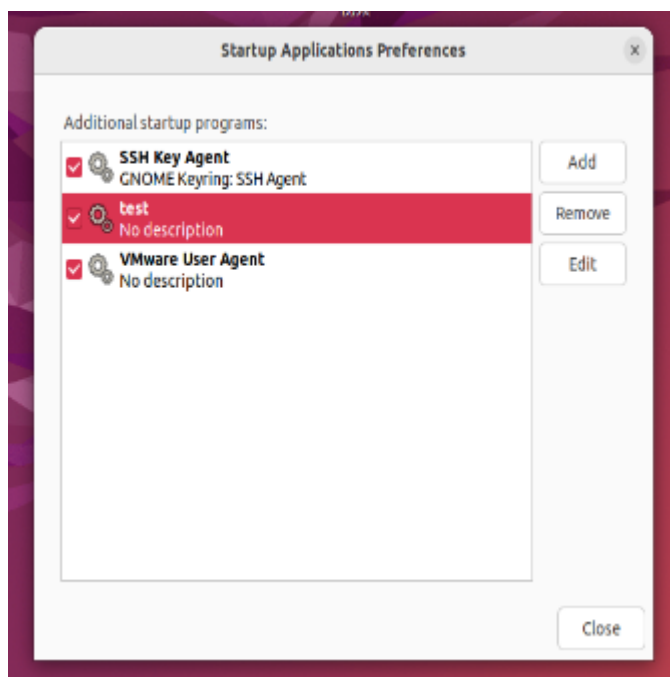 Startup Applications Preferences
Additional startup programs:
SSH Key Agent
GNOME Keyring: SSH Agent
Add
test
No description
Remove
VMware User Agent
No description
Edit
Close